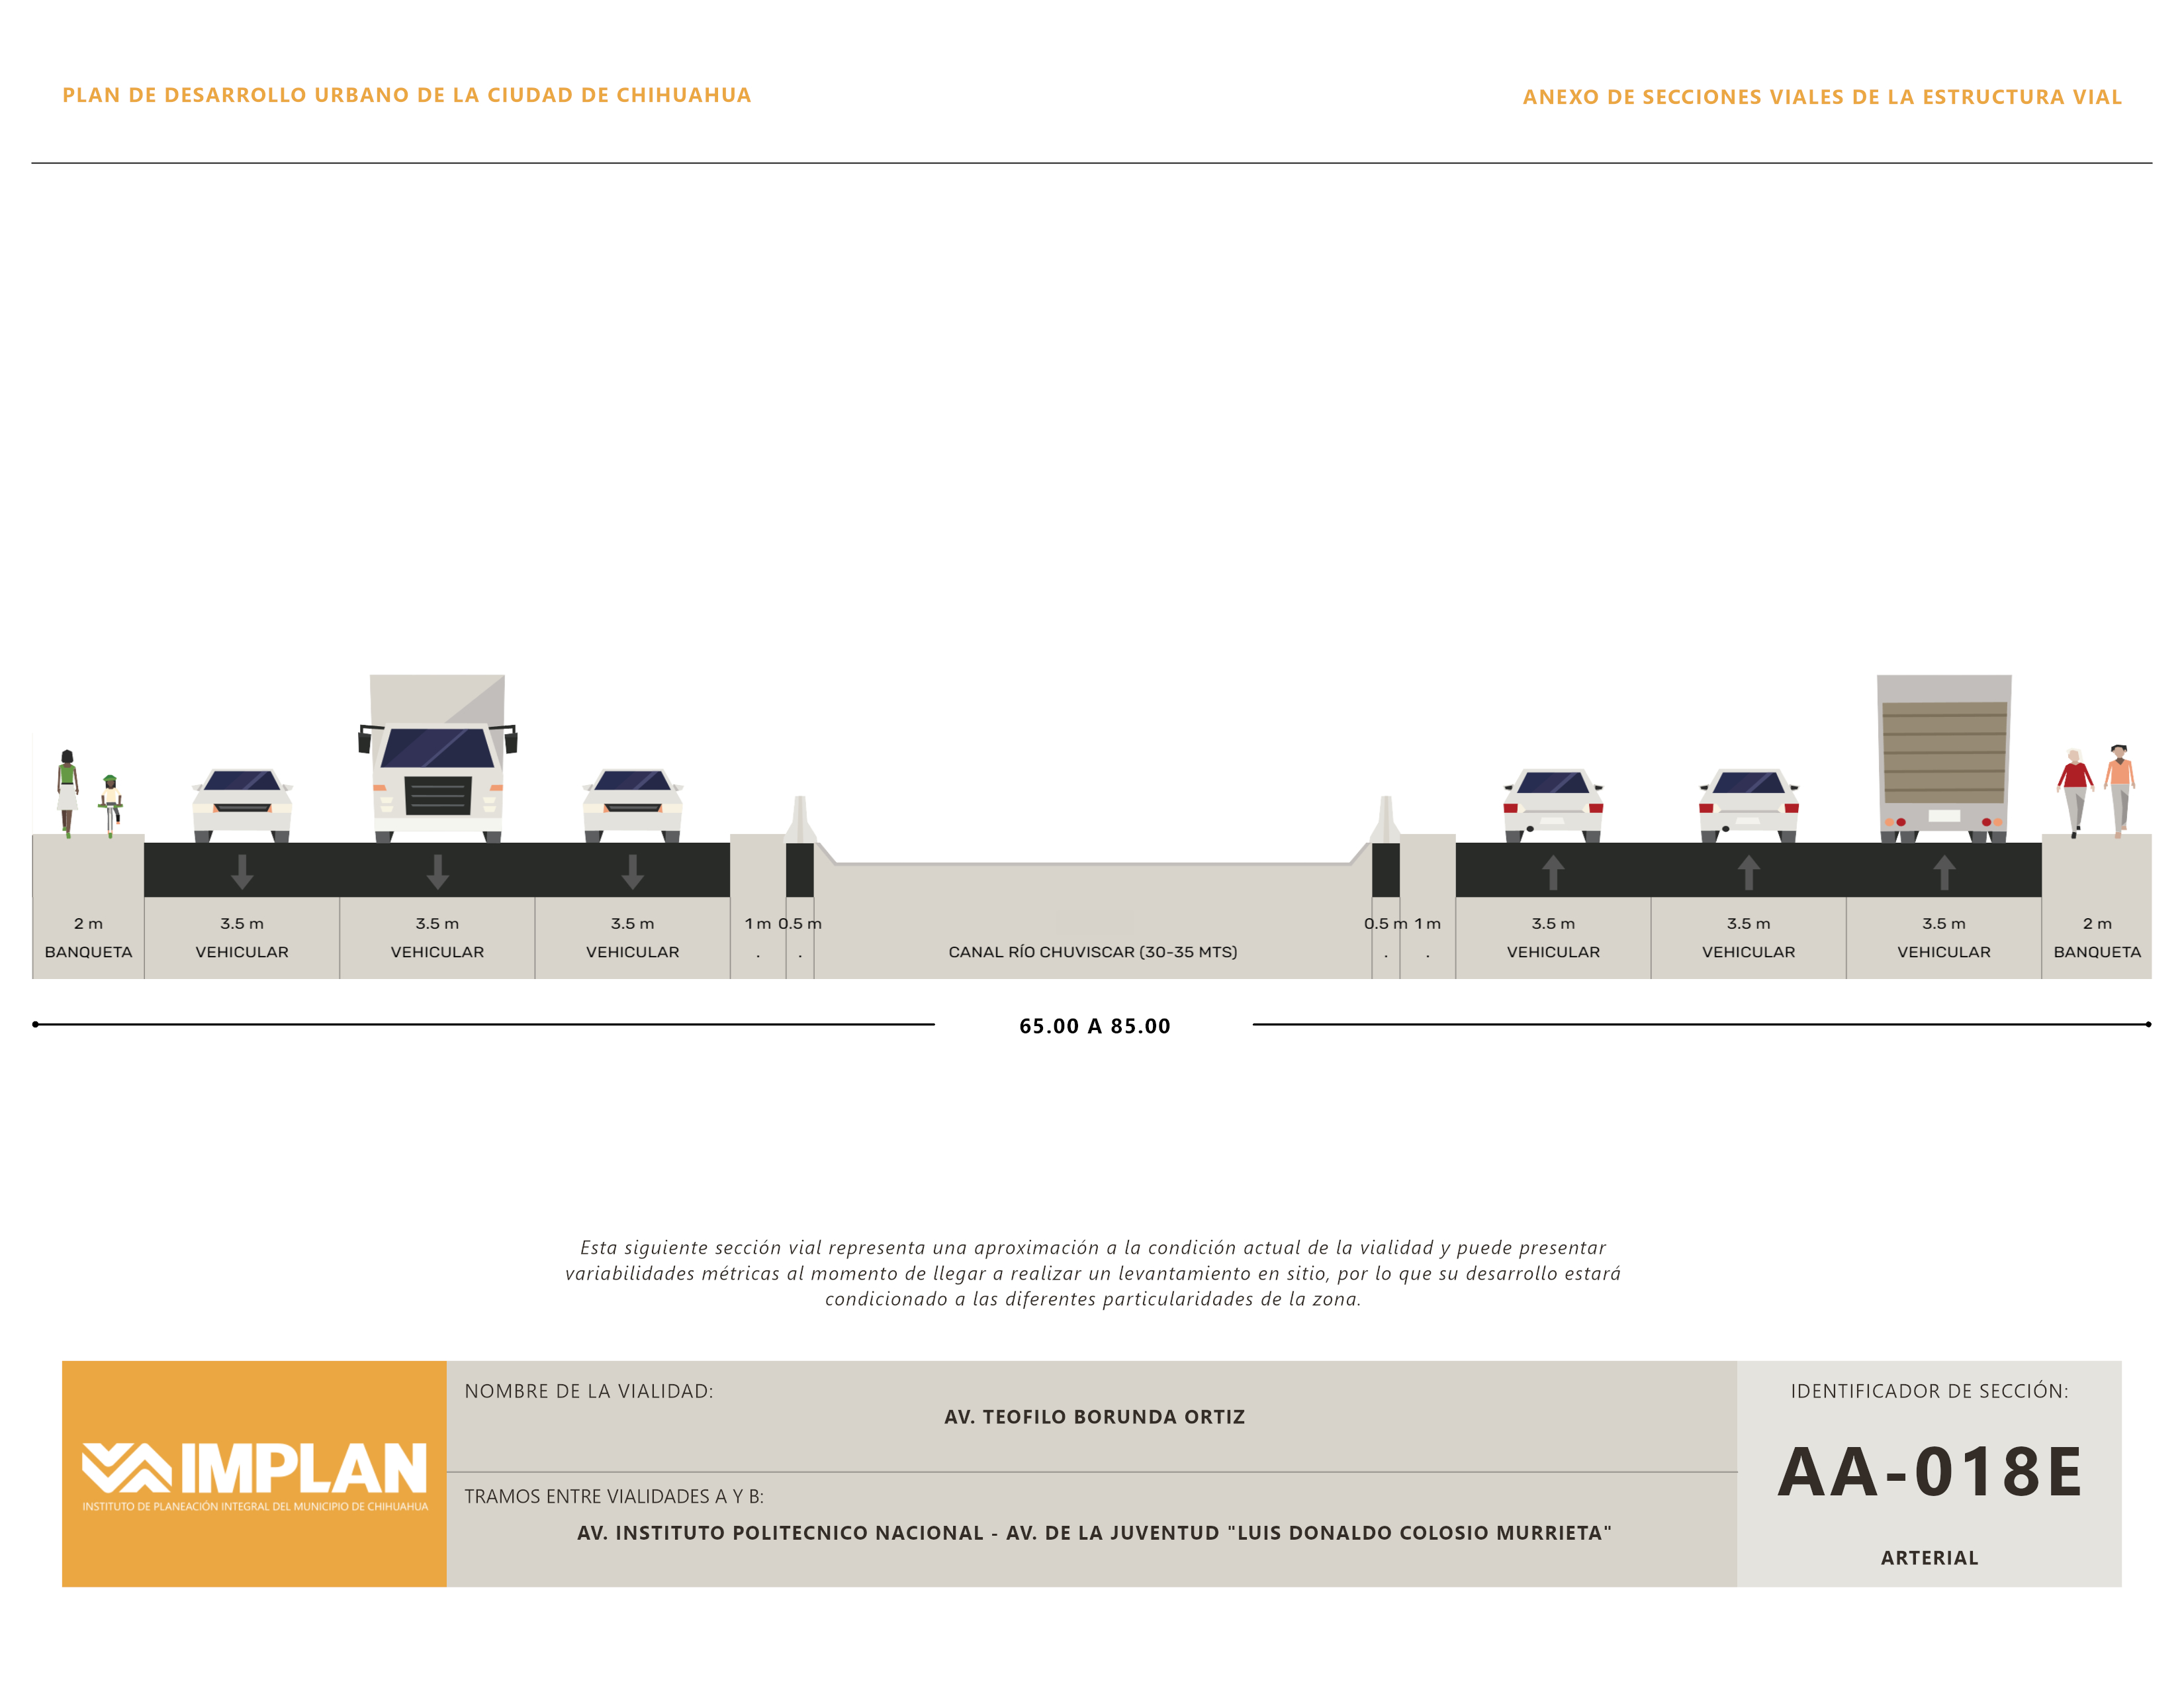 PLAN DE DESARROLLO URBANO DE LA CIUDAD DE CHIHUAHUA
ANEXO DE SECCIONES VIALES DE LA ESTRUCTURA VIAL
2 m 3.5 m 3.5 m 3.5 m 1 m 0.5 m 0.5 m 1 m 3.5 m 3.5 m 3.5 m 2 m
BANQUETA VEHICULAR VEHICULAR VEHICULAR . . CANAL RÍO CHUVISCAR (30-35 MTS) . . VEHICULAR VEHICULAR VEHICULAR BANQUETA
65.00 A 85.00
Esta siguiente sección vial representa una aproximación a la condición actual de la vialidad y puede presentar
variabilidades métricas al momento de llegar a realizar un levantamiento en sitio, por lo que su desarrollo estará
condicionado a las diferentes particularidades de la zona.
IMPLAN
INSTITUTO DE PLANEACIÓN INTEGRAL DEL MUNICIPIO DE CHIHUAHUA
NOMBRE DE LA VIALIDAD:
AV. TEOFILO BORUNDA ORTIZ
TRAMOS ENTRE VIALIDADES A Y B:
AV. INSTITUTO POLITECNICO NACIONAL - AV. DE LA JUVENTUD "LUIS DONALDO COLOSIO MURRIETA"
IDENTIFICADOR DE SECCIÓN:
AA-018E
ARTERIAL